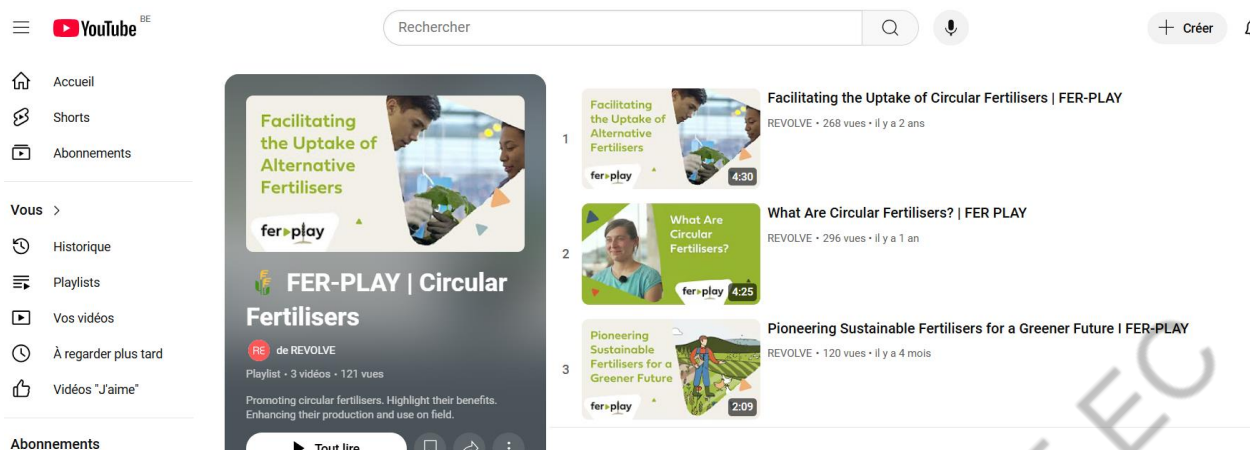 YouTube BE
Rechercher
Créer
Accueil
Shorts
Abonnements
Vous
Historique
Playlists
Vos vidéos
À regarder plus tard
Vidéos "J'aime"
Abonnements
Facilitating
the Uptake of
Alternative
Fertilisers
fer▸play
FER-PLAY | Circular
Fertilisers
RE de REVOLVE
Playlist • 3 vidéos • 121 vues
Promoting circular fertilisers. Highlight their benefits.
Enhancing their production and use on field.
Tout lire
1
Facilitating
the Uptake of
Alternative
Fertilisers
fer▸play
4:30
Facilitating the Uptake of Circular Fertilisers | FER-PLAY
REVOLVE • 268 vues • il y a 2 ans
2
What Are
Circular
Fertilisers?
fer▸play
4:25
What Are Circular Fertilisers? | FER PLAY
REVOLVE • 296 vues • il y a 1 an
3
Pioneering
Sustainable
Fertilisers for a
Greener Future
fer▸play
2:09
Pioneering Sustainable Fertilisers for a Greener Future I FER-PLAY
REVOLVE • 120 vues • il y a 4 mois
EC